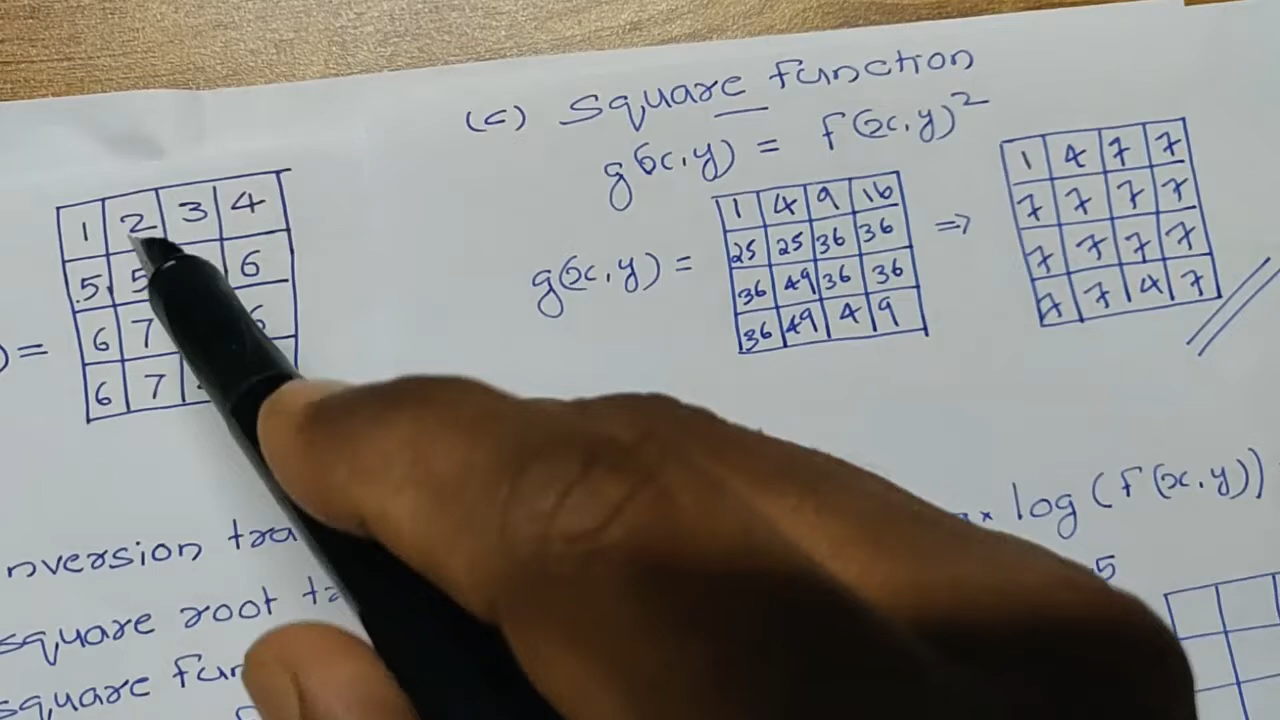 (c) Square function
g(x,y) = f(x,y)²
) =
1 2 3 4
5 5 6
6 7 6
6 7
g(x,y) =
1 4 9 16
25 25 36 36
36 49 36 36
36 49 4 9
⇒
1 4 7 7
7 7 7 7
7 7 7 7
7 7 4 7
× log (f(x,y))
5
nversion tra
square root t
square fun